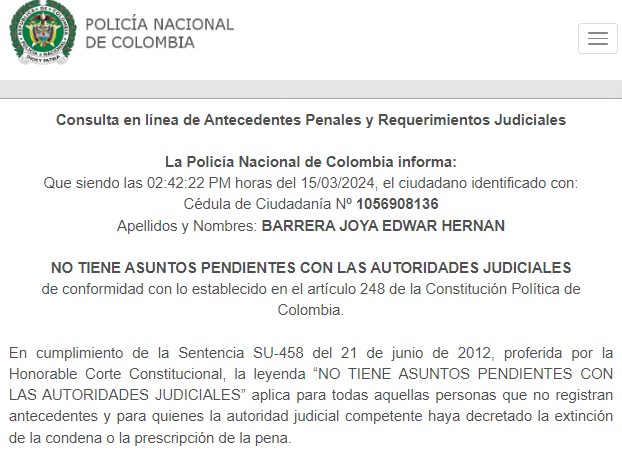 POLICÍA NACIONAL
DE COLOMBIA
Consulta en línea de Antecedentes Penales y Requerimientos Judiciales
La Policía Nacional de Colombia informa:
Que siendo las 02:42:22 PM horas del 15/03/2024, el ciudadano identificado con:
Cédula de Ciudadanía Nº 1056908136
Apellidos y Nombres: BARRERA JOYA EDWAR HERNAN
NO TIENE ASUNTOS PENDIENTES CON LAS AUTORIDADES JUDICIALES
de conformidad con lo establecido en el artículo 248 de la Constitución Política de
Colombia.
En cumplimiento de la Sentencia SU-458 del 21 de junio de 2012, proferida por la
Honorable Corte Constitucional, la leyenda “NO TIENE ASUNTOS PENDIENTES CON
LAS AUTORIDADES JUDICIALES” aplica para todas aquellas personas que no registran
antecedentes y para quienes la autoridad judicial competente haya decretado la extinción
de la condena o la prescripción de la pena.